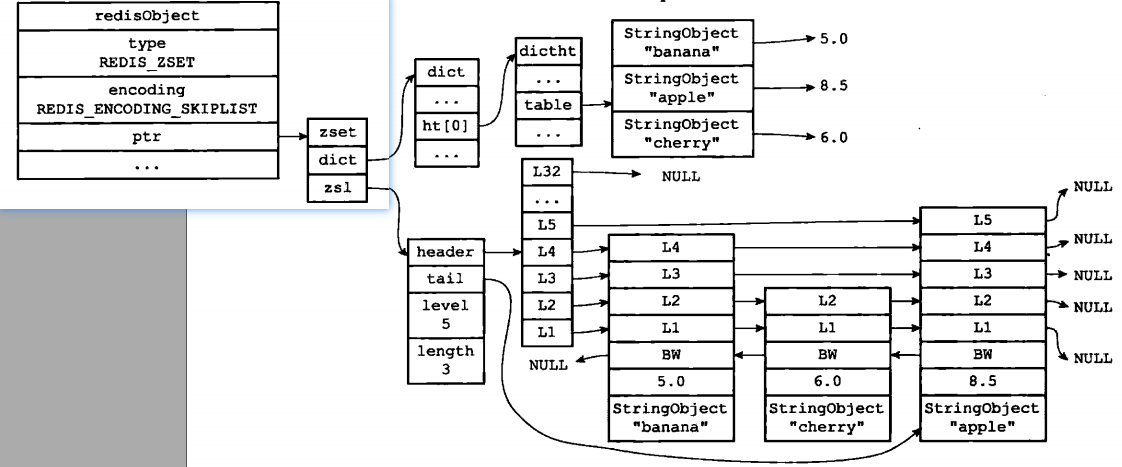 redisObject
type
REDIS_ZSET
encoding
REDIS_ENCODING_SKIPLIST
ptr
...
zset
dict
zsl
dict
...
ht[0]
...
dictht
...
table
...
StringObject
"banana"
StringObject
"apple"
StringObject
"cherry"
5.0
8.5
6.0
header
tail
level
5
length
3
L32
...
L5
L4
L3
L2
L1
NULL
NULL
L4
L3
L2
L1
BW
5.0
StringObject
"banana"
L2
L1
BW
6.0
StringObject
"cherry"
L5
L4
L3
L2
L1
BW
8.5
StringObject
"apple"
NULL
NULL
NULL
NULL
NULL